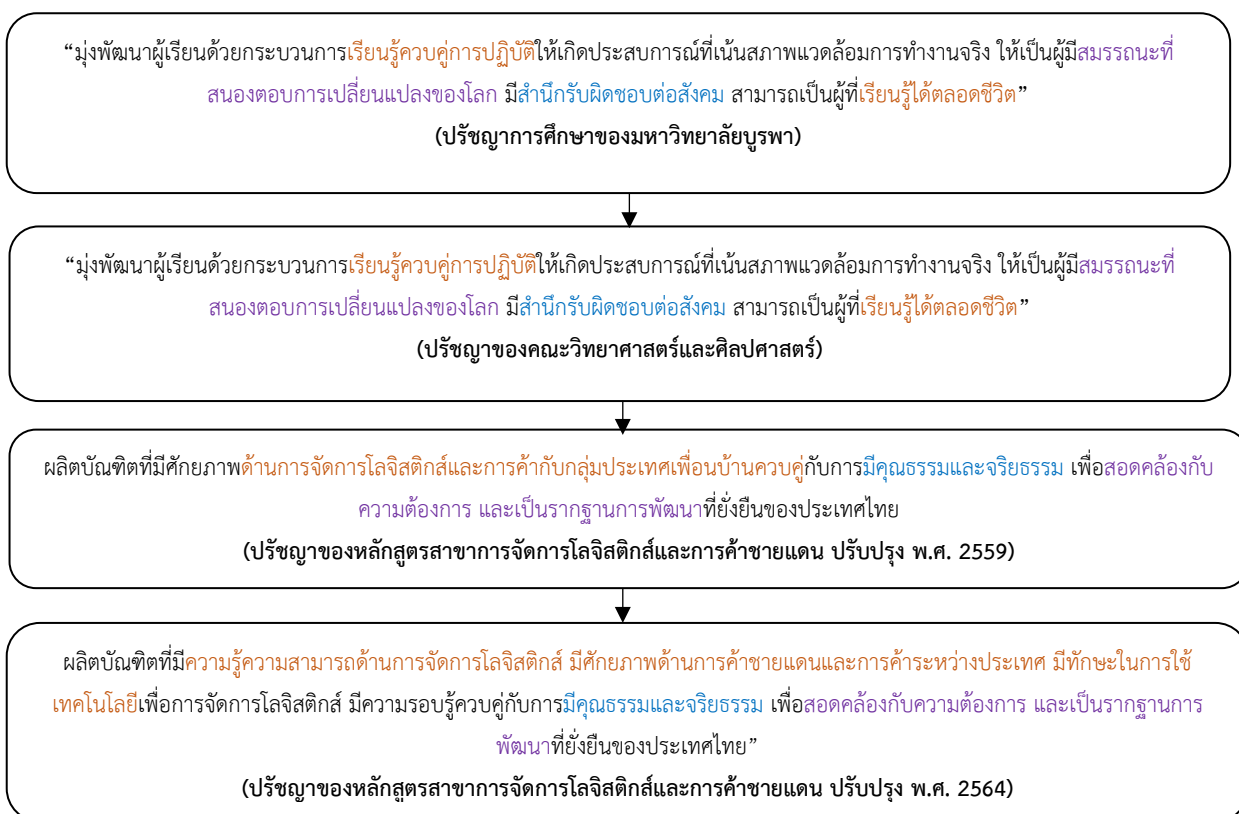 “มุ่งพัฒนาผู้เรียนด้วยกระบวนการเรียนรู้ควบคู่การปฏิบัติให้เกิดประสบการณ์ที่เน้นสภาพแวดล้อมการทำงานจริง ให้เป็นผู้มีสมรรถนะที่
สนองตอบการเปลี่ยนแปลงของโลก มีสำนึกรับผิดชอบต่อสังคม สามารถเป็นผู้ที่เรียนรู้ได้ตลอดชีวิต”
(ปรัชญาการศึกษาของมหาวิทยาลัยบูรพา)
“มุ่งพัฒนาผู้เรียนด้วยกระบวนการเรียนรู้ควบคู่การปฏิบัติให้เกิดประสบการณ์ที่เน้นสภาพแวดล้อมการทำงานจริง ให้เป็นผู้มีสมรรถนะที่
สนองตอบการเปลี่ยนแปลงของโลก มีสำนึกรับผิดชอบต่อสังคม สามารถเป็นผู้ที่เรียนรู้ได้ตลอดชีวิต”
(ปรัชญาของคณะวิทยาศาสตร์และศิลปศาสตร์)
ผลิตบัณฑิตที่มีศักยภาพด้านการจัดการโลจิสติกส์และการค้ากับกลุ่มประเทศเพื่อนบ้านควบคู่กับการมีคุณธรรมและจริยธรรม เพื่อสอดคล้องกับ
ความต้องการ และเป็นรากฐานการพัฒนาที่ยั่งยืนของประเทศไทย
(ปรัชญาของหลักสูตรสาขาการจัดการโลจิสติกส์และการค้าชายแดน ปรับปรุง พ.ศ. 2559)
ผลิตบัณฑิตที่มีความรู้ความสามารถด้านการจัดการโลจิสติกส์ มีศักยภาพด้านการค้าชายแดนและการค้าระหว่างประเทศ มีทักษะในการใช้
เทคโนโลยีเพื่อการจัดการโลจิสติกส์ มีความรอบรู้ควบคู่กับการมีคุณธรรมและจริยธรรม เพื่อสอดคล้องกับความต้องการ และเป็นรากฐานการ
พัฒนาที่ยั่งยืนของประเทศไทย”
(ปรัชญาของหลักสูตรสาขาการจัดการโลจิสติกส์และการค้าชายแดน ปรับปรุง พ.ศ. 2564)